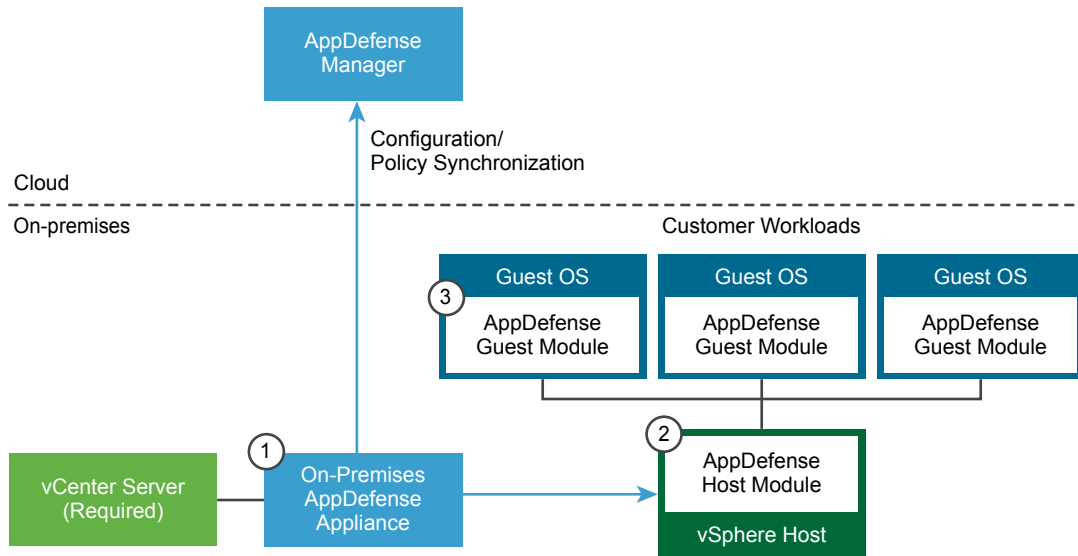 AppDefense
Manager
Configuration/
Policy Synchronization
Cloud
On-premises
Customer Workloads
Guest OS
Guest OS
Guest OS
3
AppDefense
Guest Module
AppDefense
Guest Module
AppDefense
Guest Module
1
2
vCenter Server
(Required)
On-Premises
AppDefense
Appliance
AppDefense
Host Module
vSphere Host